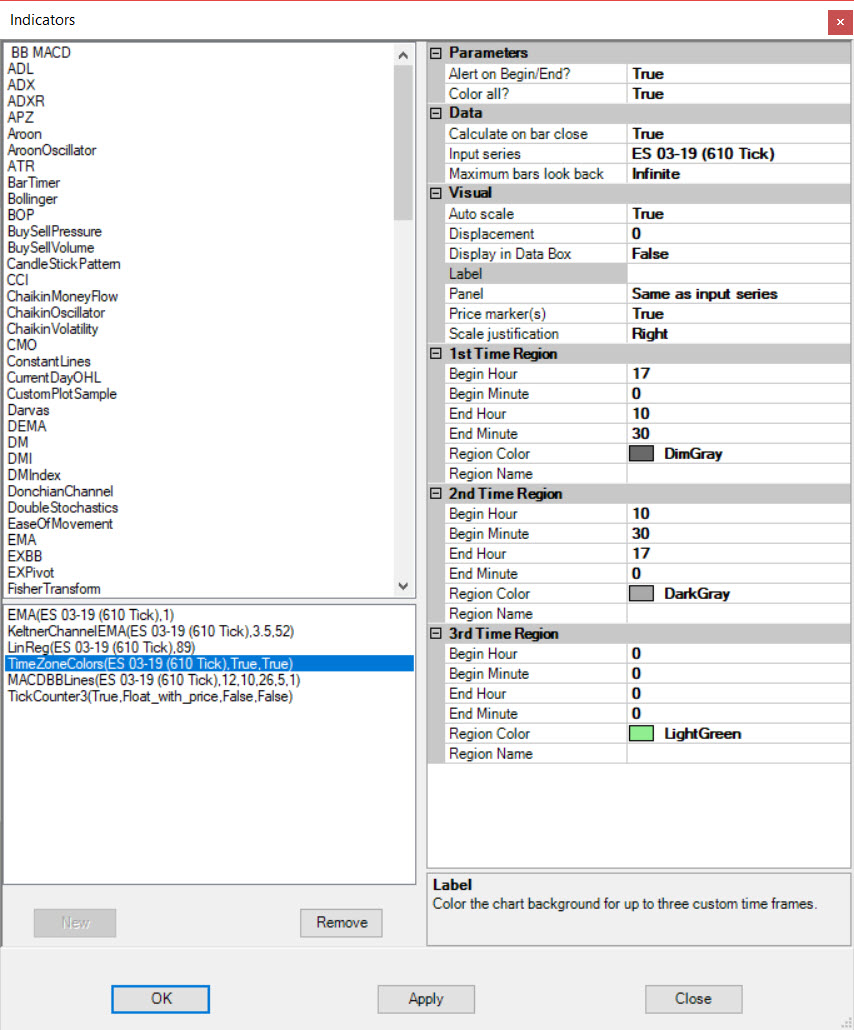 Indicators
x
BB MACD
ADL
ADX
ADXR
APZ
Aroon
AroonOscillator
ATR
BarTimer
Bollinger
BOP
BuySellPressure
BuySellVolume
CandleStickPattern
CCI
ChaikinMoneyFlow
ChaikinOscillator
ChaikinVolatility
CMO
ConstantLines
CurrentDayOHL
CustomPlotSample
Darvas
DEMA
DM
DMI
DMIndex
DonchianChannel
DoubleStochastics
EaseOfMovement
EMA
EXBB
EXPivot
FisherTransform
EMA(ES 03-19 (610 Tick),1)
KeltnerChannelEMA(ES 03-19 (610 Tick),3.5,52)
LinReg(ES 03-19 (610 Tick),89)
TimeZoneColors(ES 03-19 (610 Tick),True,True)
MACDBBLines(ES 03-19 (610 Tick),12,10,26,5,1)
TickCounter3(True,Float_with_price,False,False)
New
Remove
Parameters
Alert on Begin/End? True
Color all? True
Data
Calculate on bar close True
Input series ES 03-19 (610 Tick)
Maximum bars look back Infinite
Visual
Auto scale True
Displacement 0
Display in Data Box False
Label
Panel Same as input series
Price marker(s) True
Scale justification Right
1st Time Region
Begin Hour 17
Begin Minute 0
End Hour 10
End Minute 30
Region Color DimGray
Region Name
2nd Time Region
Begin Hour 10
Begin Minute 30
End Hour 17
End Minute 0
Region Color DarkGray
Region Name
3rd Time Region
Begin Hour 0
Begin Minute 0
End Hour 0
End Minute 0
Region Color LightGreen
Region Name
Label
Color the chart background for up to three custom time frames.
OK
Apply
Close